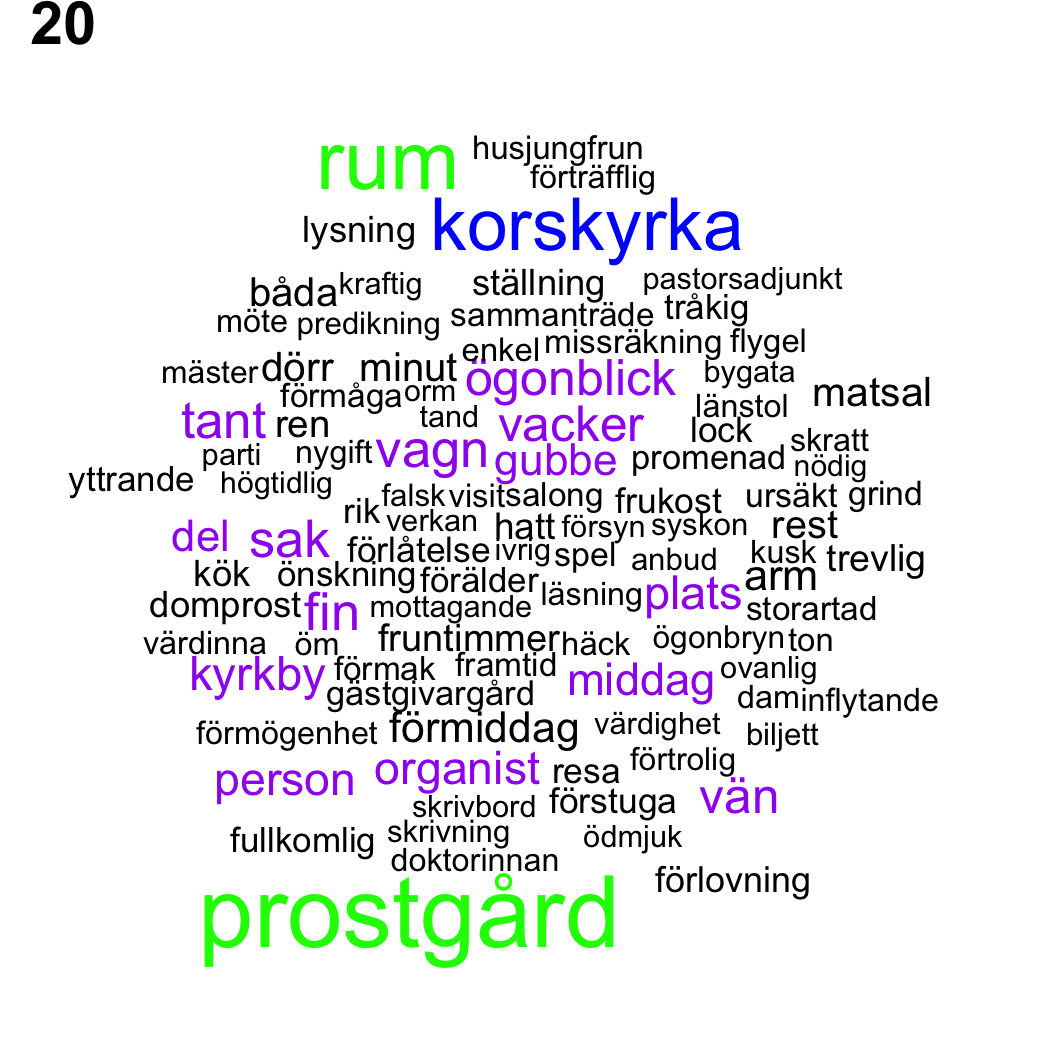 20
rum husjungfrun
förträfflig
lysning korskyrka
båda kraftig ställning pastorsadjunkt
möte predikning sammanträde tråkig
enkel missräkning flygel
mäster dörr minut ögonblick bygata
förmåga orm länstol matsal
tant ren tand vacker lock
parti nygift vagn gubbe promenad skratt
yttrande högtidlig nödig
rik falsk visitsalong frukost ursäkt grind
del sak verkan hatt försyn syskon rest
förlåtelse ivrig spel anbud kusk trevlig
kök önskning förälder läsning plats arm
domprost fin mottagande storartad
värdinna öm fruntimmer häck ögonbryn ton
kyrkby förmak framtid middag ovanlig
gästgivargård dam inflytande
förmögenhet förmiddag värdighet biljett
person organist resa förtrolig
skrivbord förstuga vän
fullkomlig skrivning ödmjuk
doktorinnan förlovning
prostgård